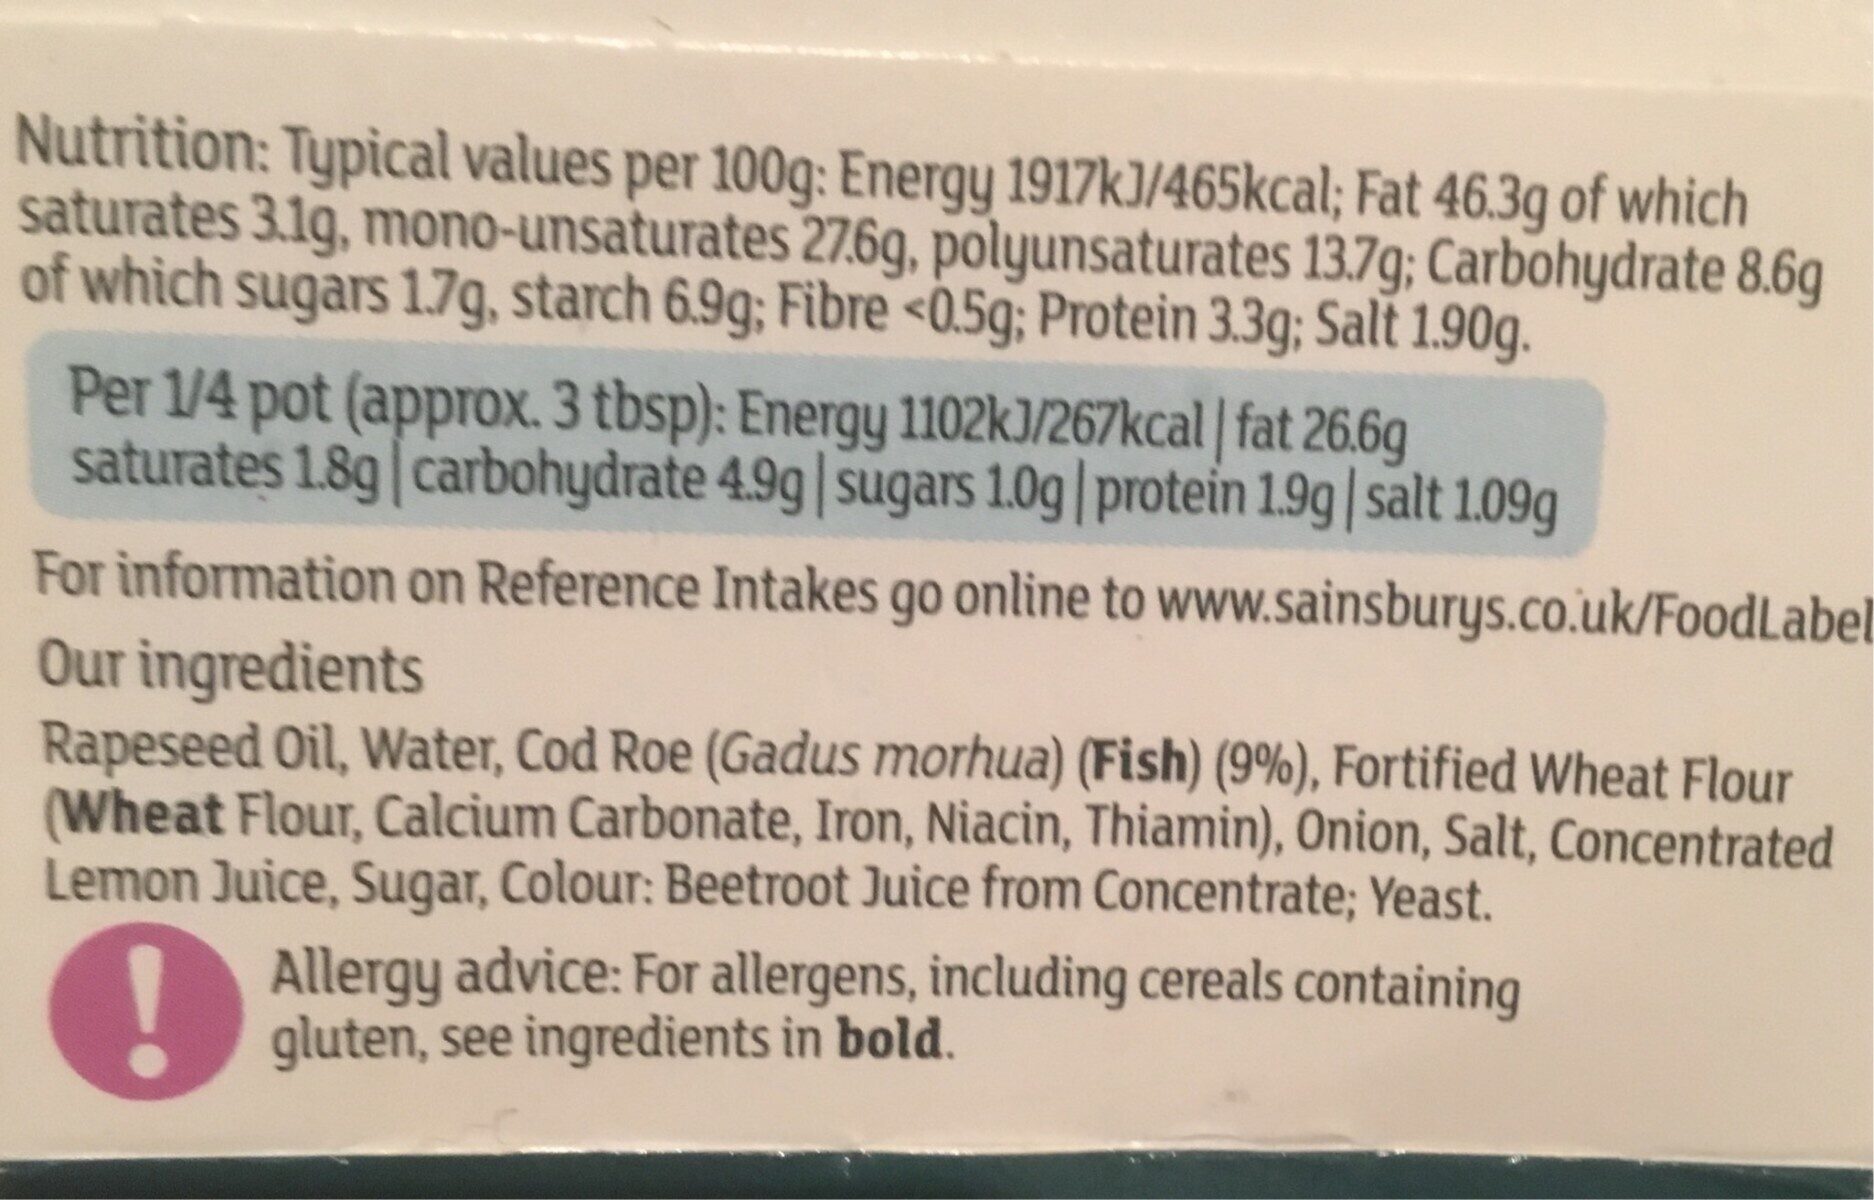 Nutrition: Typical values per 100g: Energy 1917kJ/465kcal; Fat 46.3g of which
saturates 3.1g, mono-unsaturates 27.6g, polyunsaturates 13.7g; Carbohydrate 8.6g
of which sugars 1.7g, starch 6.9g; Fibre <0.5g; Protein 3.3g; Salt 1.90g.
Per 1/4 pot (approx. 3 tbsp): Energy 1102kJ/267kcal | fat 26.6g
saturates 1.8g | carbohydrate 4.9g | sugars 1.0g | protein 1.9g | salt 1.09g
For information on Reference Intakes go online to www.sainsburys.co.uk/FoodLabel
Our ingredients
Rapeseed Oil, Water, Cod Roe (Gadus morhua) (Fish) (9%), Fortified Wheat Flour
(Wheat Flour, Calcium Carbonate, Iron, Niacin, Thiamin), Onion, Salt, Concentrated
Lemon Juice, Sugar, Colour: Beetroot Juice from Concentrate; Yeast.
Allergy advice: For allergens, including cereals containing
gluten, see ingredients in bold.